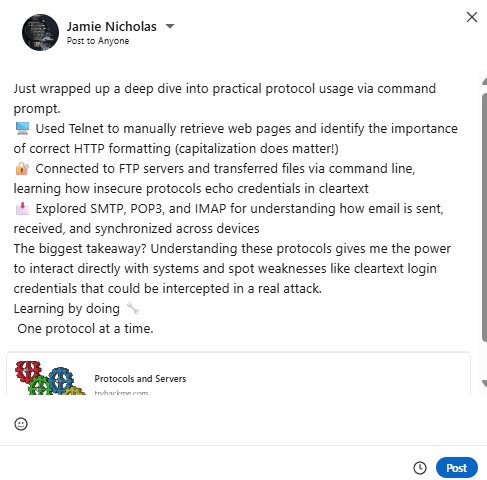 Jamie Nicholas
Post to Anyone
Just wrapped up a deep dive into practical protocol usage via command
prompt.
💻 Used Telnet to manually retrieve web pages and identify the importance
of correct HTTP formatting (capitalization does matter!)
🔐 Connected to FTP servers and transferred files via command line,
learning how insecure protocols echo credentials in cleartext
📩 Explored SMTP, POP3, and IMAP for understanding how email is sent,
received, and synchronized across devices
The biggest takeaway? Understanding these protocols gives me the power
to interact directly with systems and spot weaknesses like cleartext login
credentials that could be intercepted in a real attack.
Learning by doing 🔧
One protocol at a time.
Protocols and Servers
tryhackme.com
Post